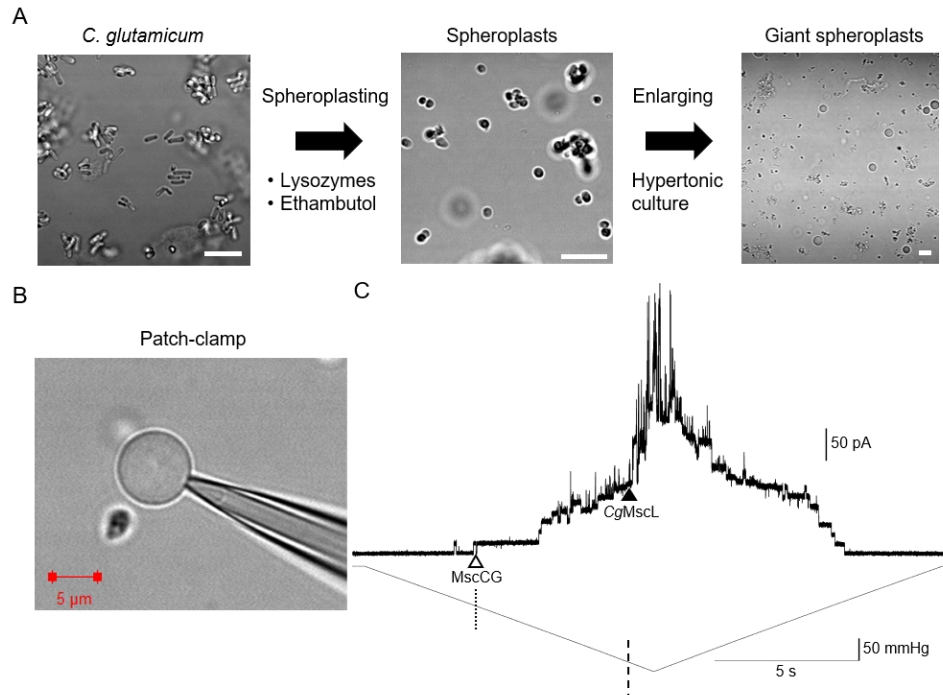 A
C. glutamicum
Spheroplasting
• Lysozymes
• Ethambutol
Spheroplasts
Enlarging
Hypertonic
culture
Giant spheroplasts
B
Patch-clamp
5 µm
C
50 pA
CgMscL
MscCG
50 mmHg
5 s